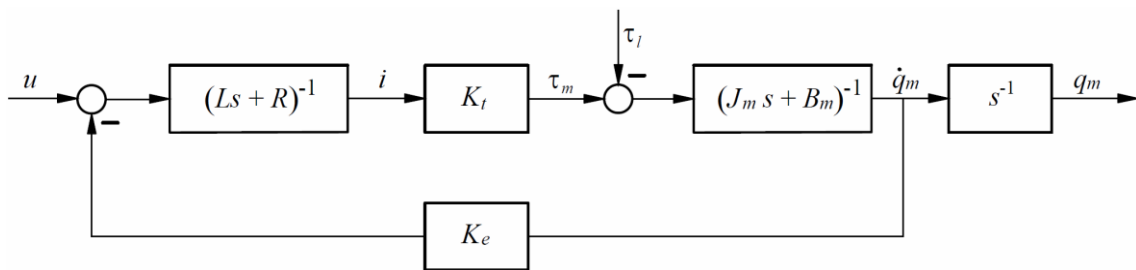 τ_l
u
−
(Ls + R)^-1
i
K_t
τ_m
−
(J_m s + B_m)^-1
q̇_m
s^-1
q_m
−
K_e